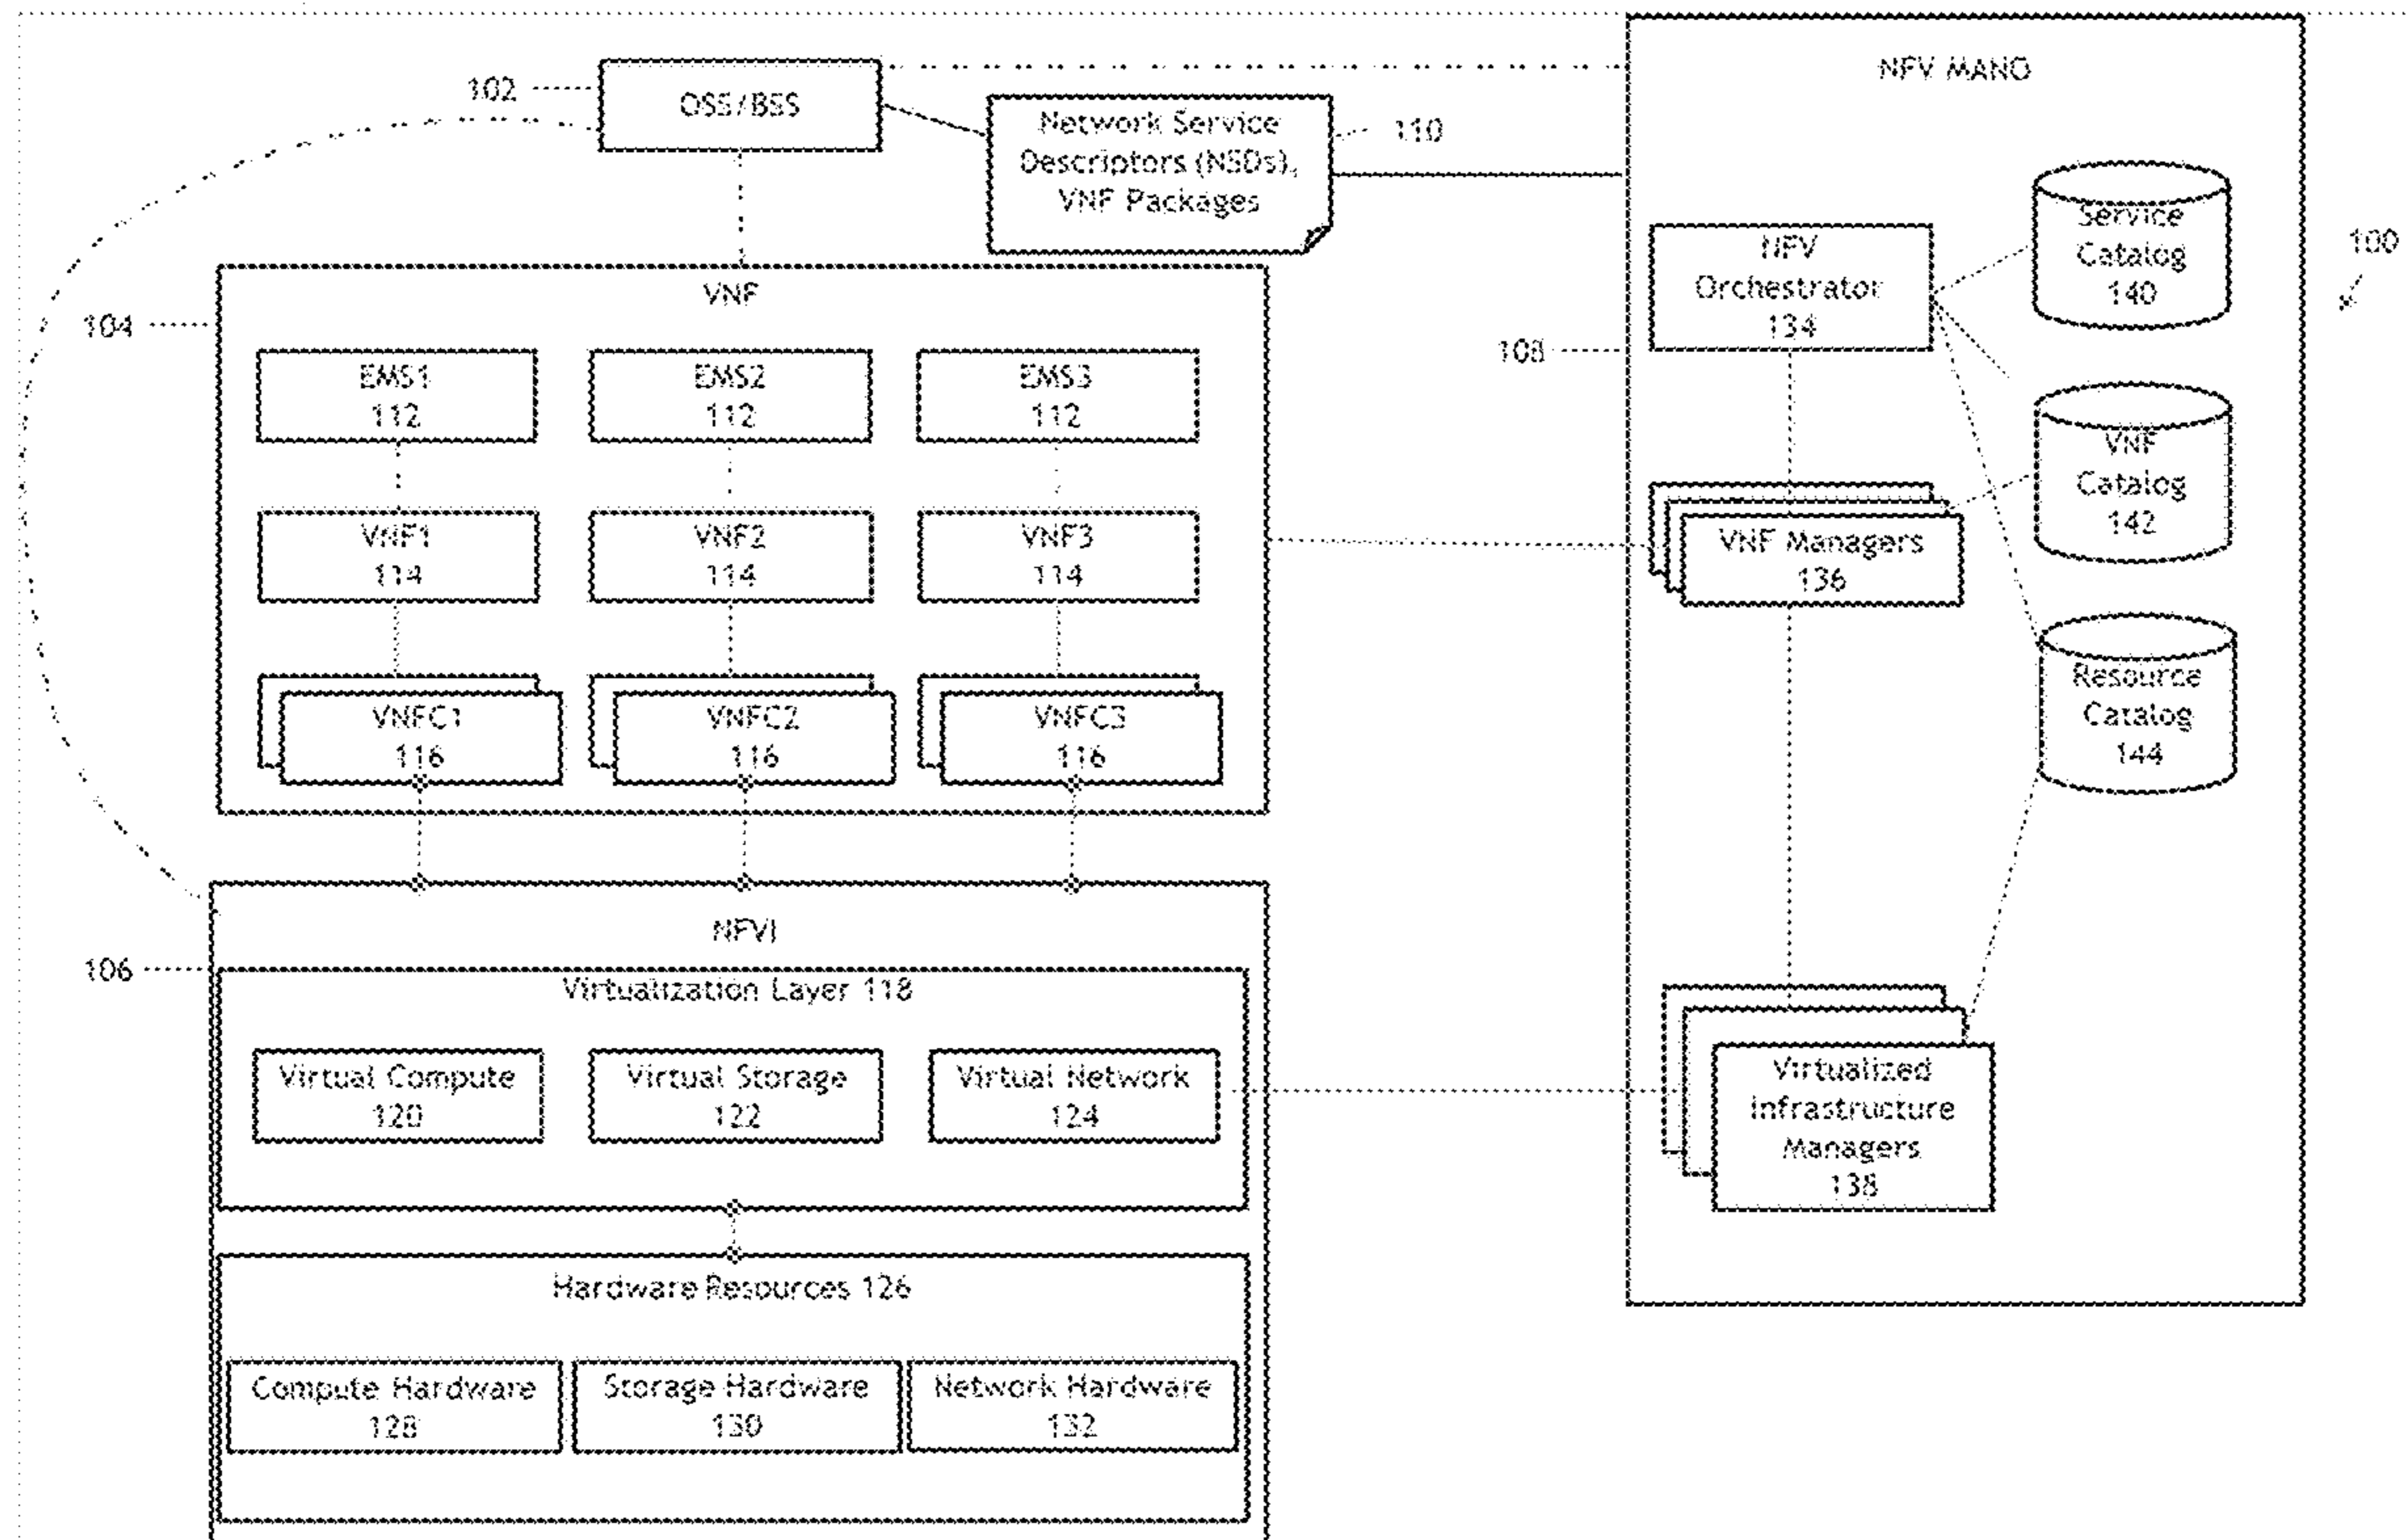 102
OSS/BSS
Network Service
Descriptors (NSDs),
VNF Packages
110
NFV MANO
100
104
VNF
EMS1
112
EMS2
112
EMS3
112
VNF1
114
VNF2
114
VNF3
114
VNFC1
116
VNFC2
116
VNFC3
116
108
NFV
Orchestrator
134
Service
Catalog
140
VNF
Catalog
142
VNF Managers
136
Resource
Catalog
144
Virtualized
Infrastructure
Managers
138
106
NFVI
Virtualization Layer 118
Virtual Compute
120
Virtual Storage
122
Virtual Network
124
Hardware Resources 126
Compute Hardware
128
Storage Hardware
130
Network Hardware
132